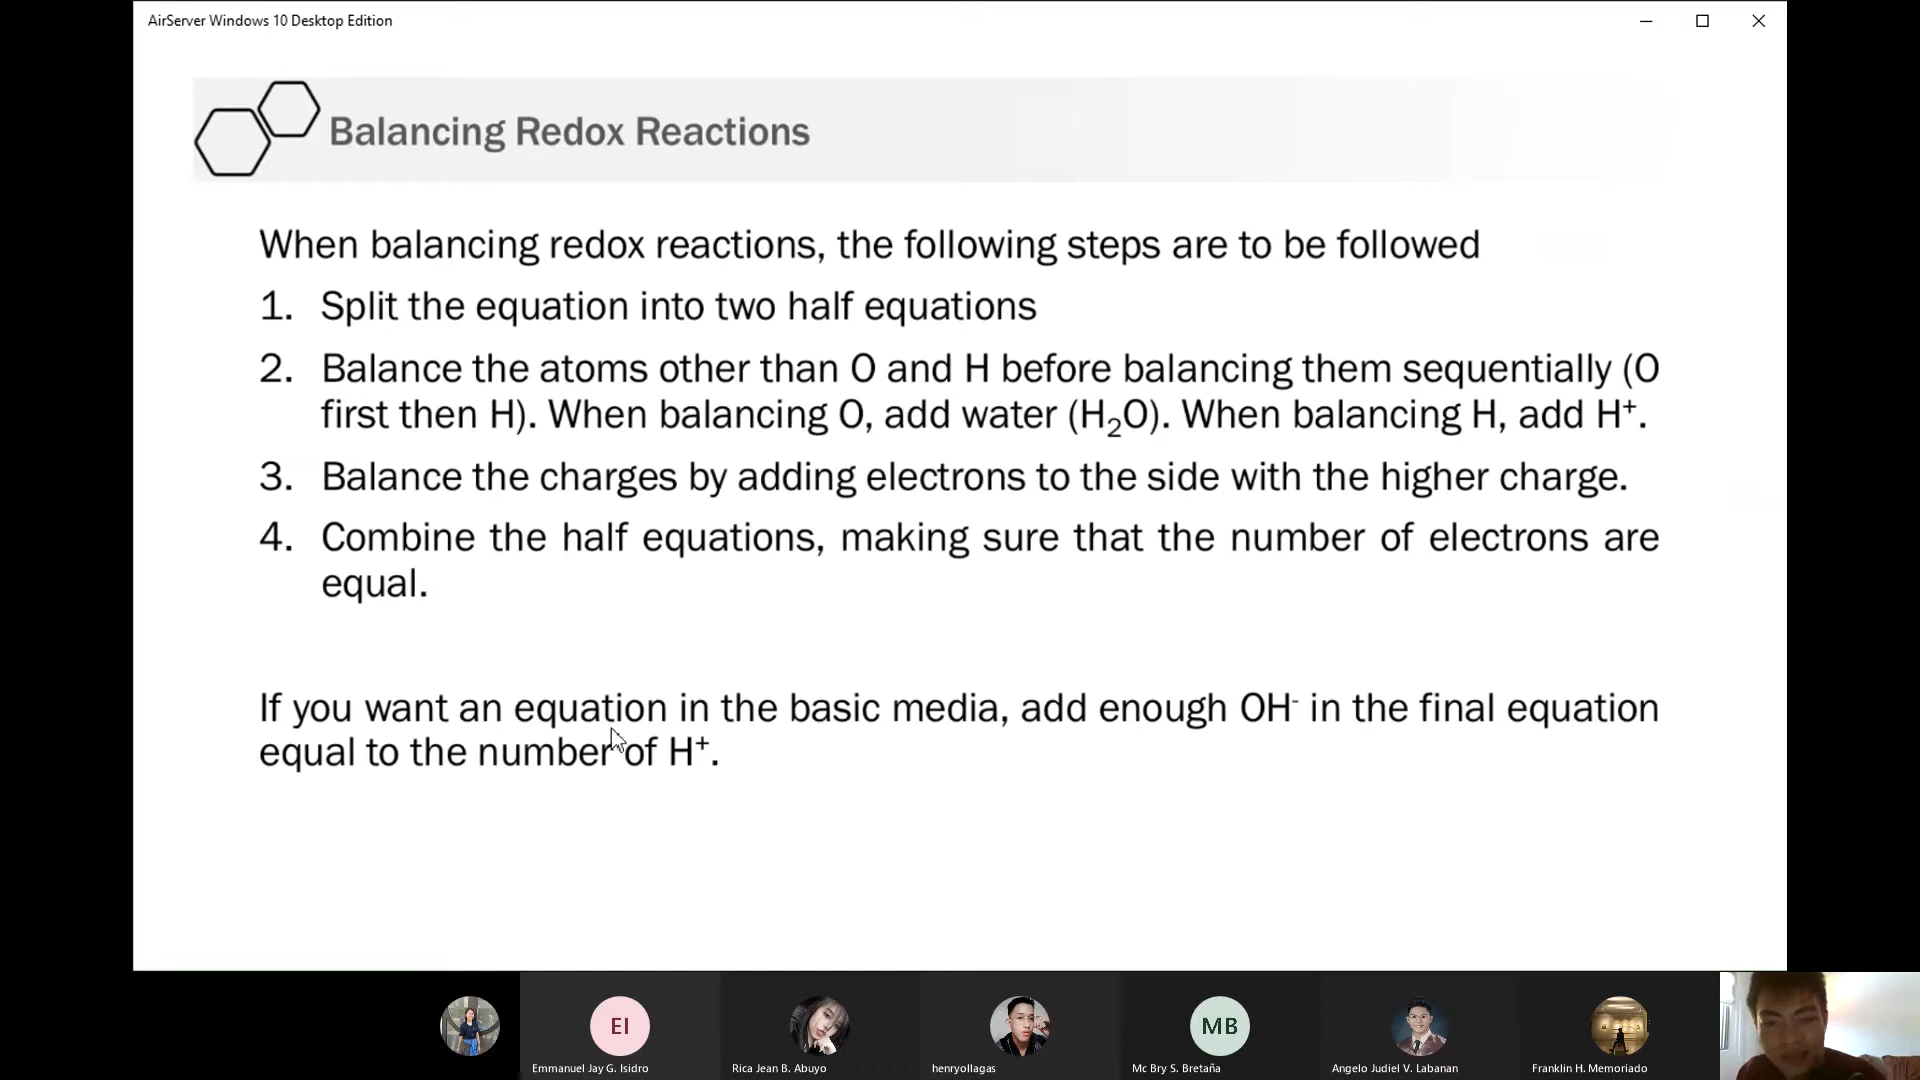 AirServer Windows 10 Desktop Edition
Balancing Redox Reactions
When balancing redox reactions, the following steps are to be followed
1. Split the equation into two half equations
2. Balance the atoms other than O and H before balancing them sequentially (O
first then H). When balancing O, add water (H₂O). When balancing H, add H⁺.
3. Balance the charges by adding electrons to the side with the higher charge.
4. Combine the half equations, making sure that the number of electrons are
equal.
If you want an equation in the basic media, add enough OH⁻ in the final equation
equal to the number of H⁺.
EI
MB
Emmanuel Jay G. Isidro
Rica Jean B. Abuyo
henryollagas
Mc Bry S. Bretaña
Angelo Judiel V. Labanan
Franklin H. Memoriado